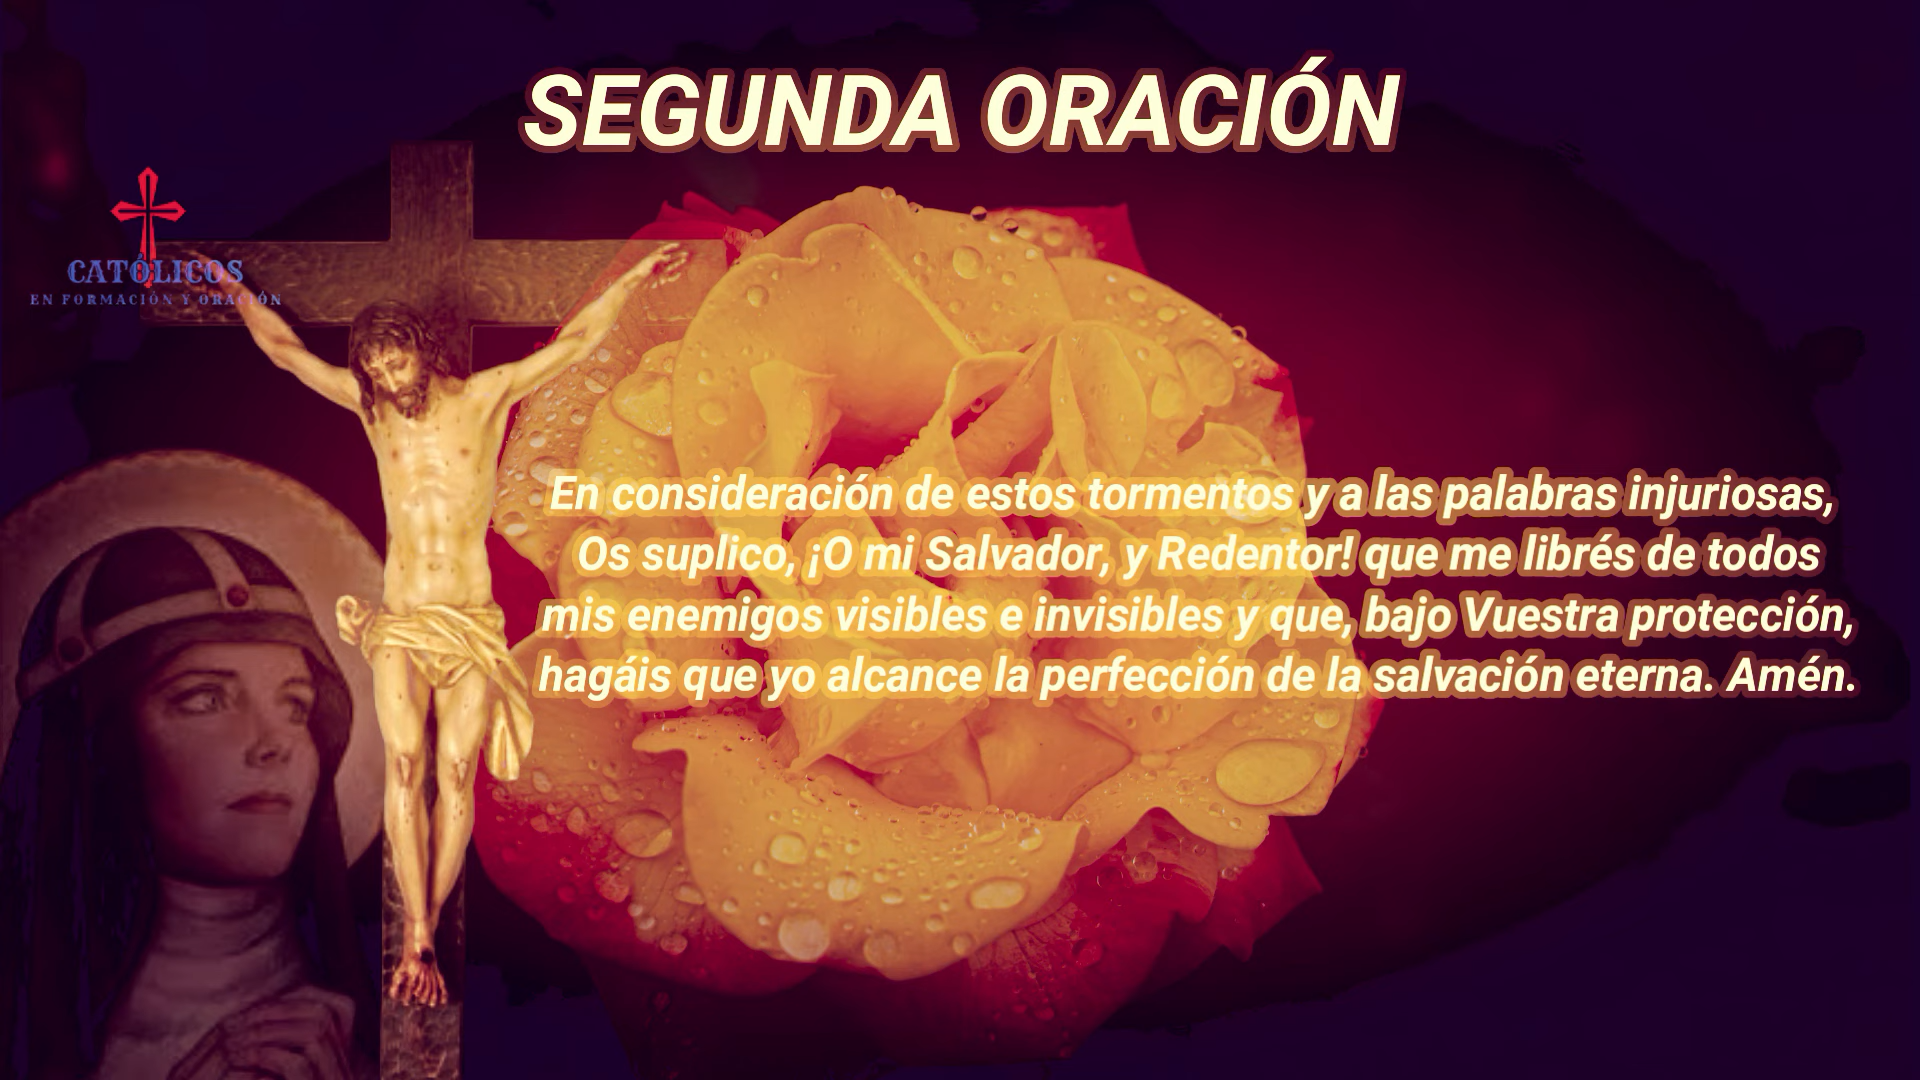 SEGUNDA ORACIÓN
CATÓLICOS
EN FORMACIÓN Y ORACIÓN
En consideración de estos tormentos y a las palabras injuriosas,
Os suplico, ¡O mi Salvador, y Redentor! que me librés de todos
mis enemigos visibles e invisibles y que, bajo Vuestra protección,
hagáis que yo alcance la perfección de la salvación eterna. Amén.